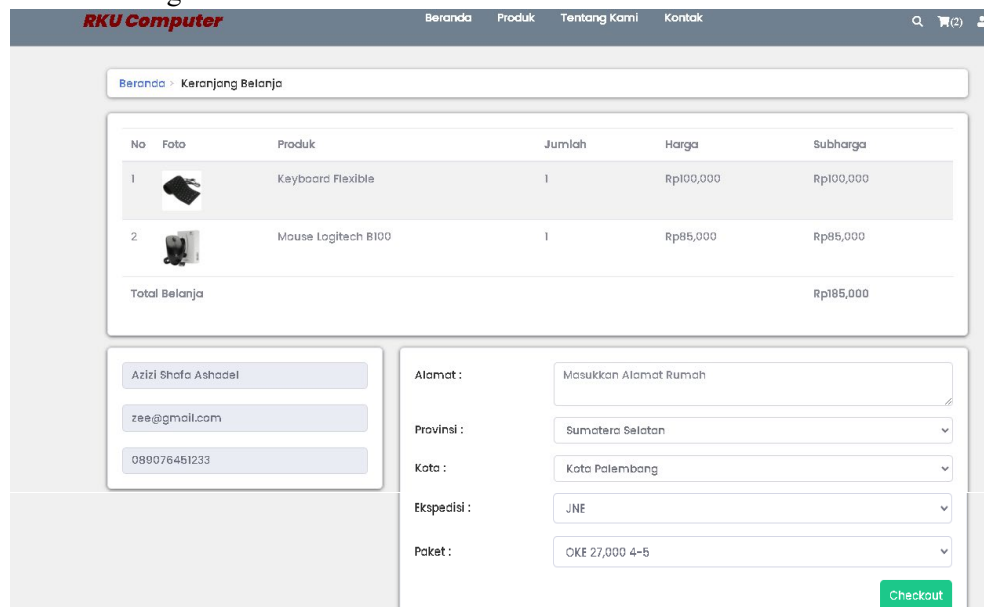 RKU Computer Beranda Produk Tentang Kami Kontak (2)
Beranda > Keranjang Belanja
No Foto Produk Jumlah Harga Subharga
1 Keyboard Flexible 1 Rp100,000 Rp100,000
2 Mouse Logitech B100 1 Rp85,000 Rp85,000
Total Belanja Rp185,000
Azizi Shafa Ashadel
zee@gmail.com
089076451233
Alamat : Masukkan Alamat Rumah
Provinsi : Sumatera Selatan
Kota : Kota Palembang
Ekspedisi : JNE
Paket : OKE 27,000 4-5
Checkout